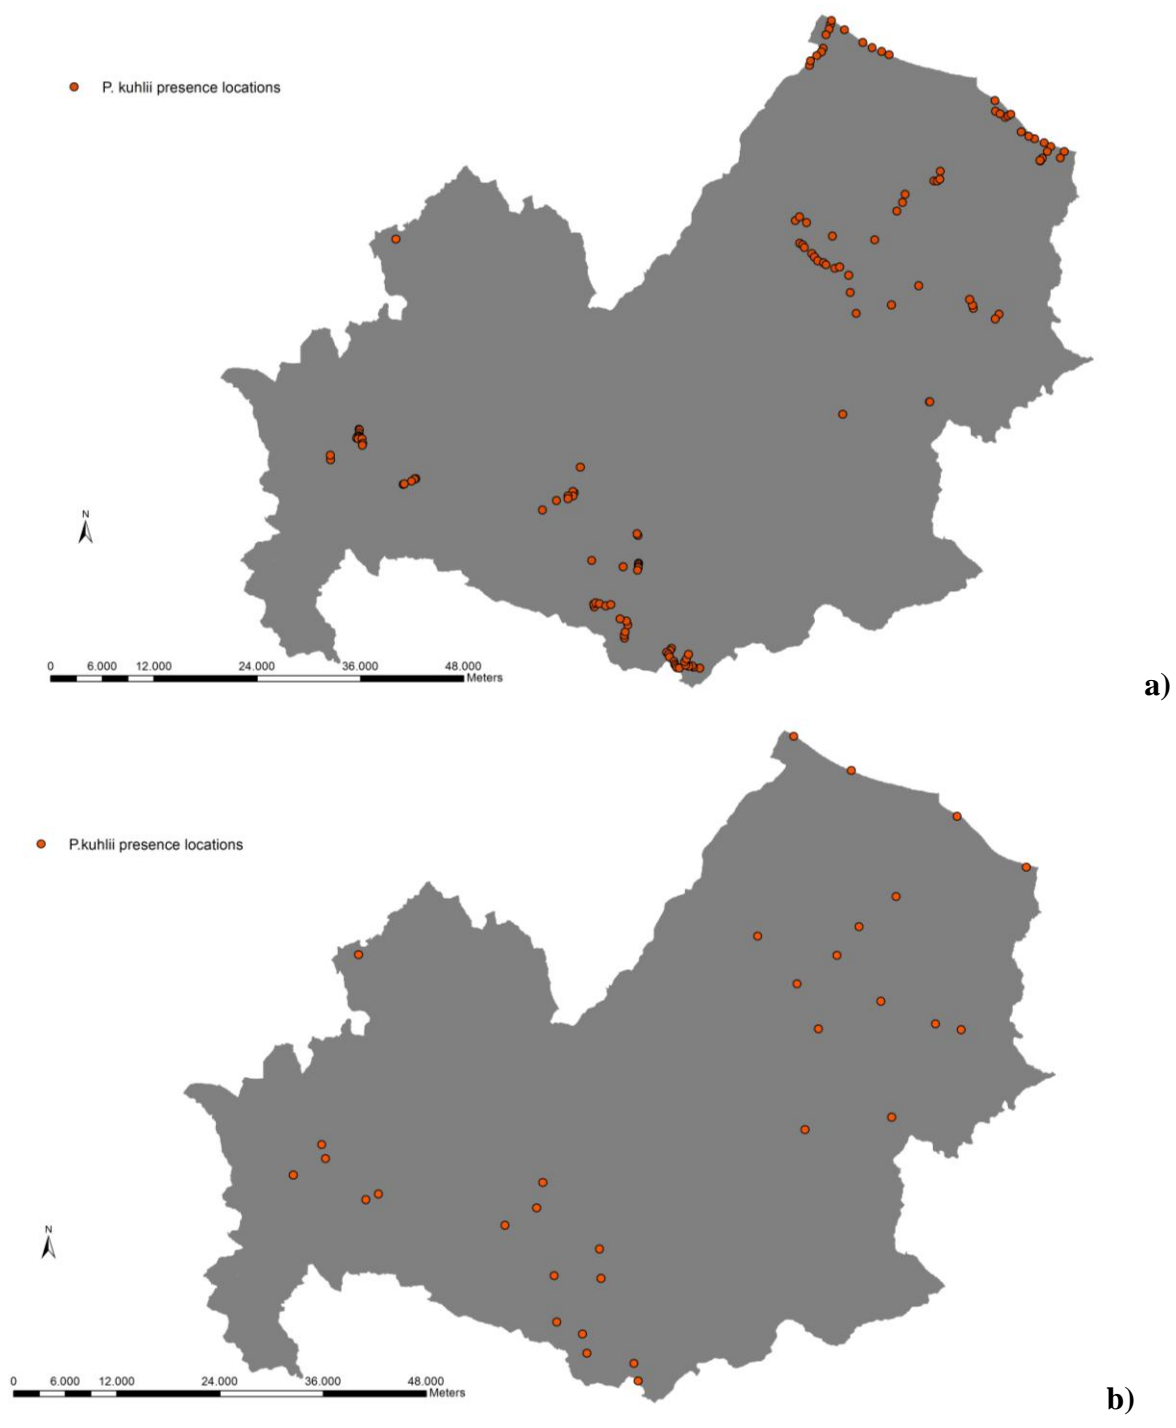 P. kuhlii presence locations
N
0 6.000 12.000 24.000 36.000 48.000
Meters
a)
P.kuhlii presence locations
N
0 6.000 12.000 24.000 36.000 48.000
Meters
b)